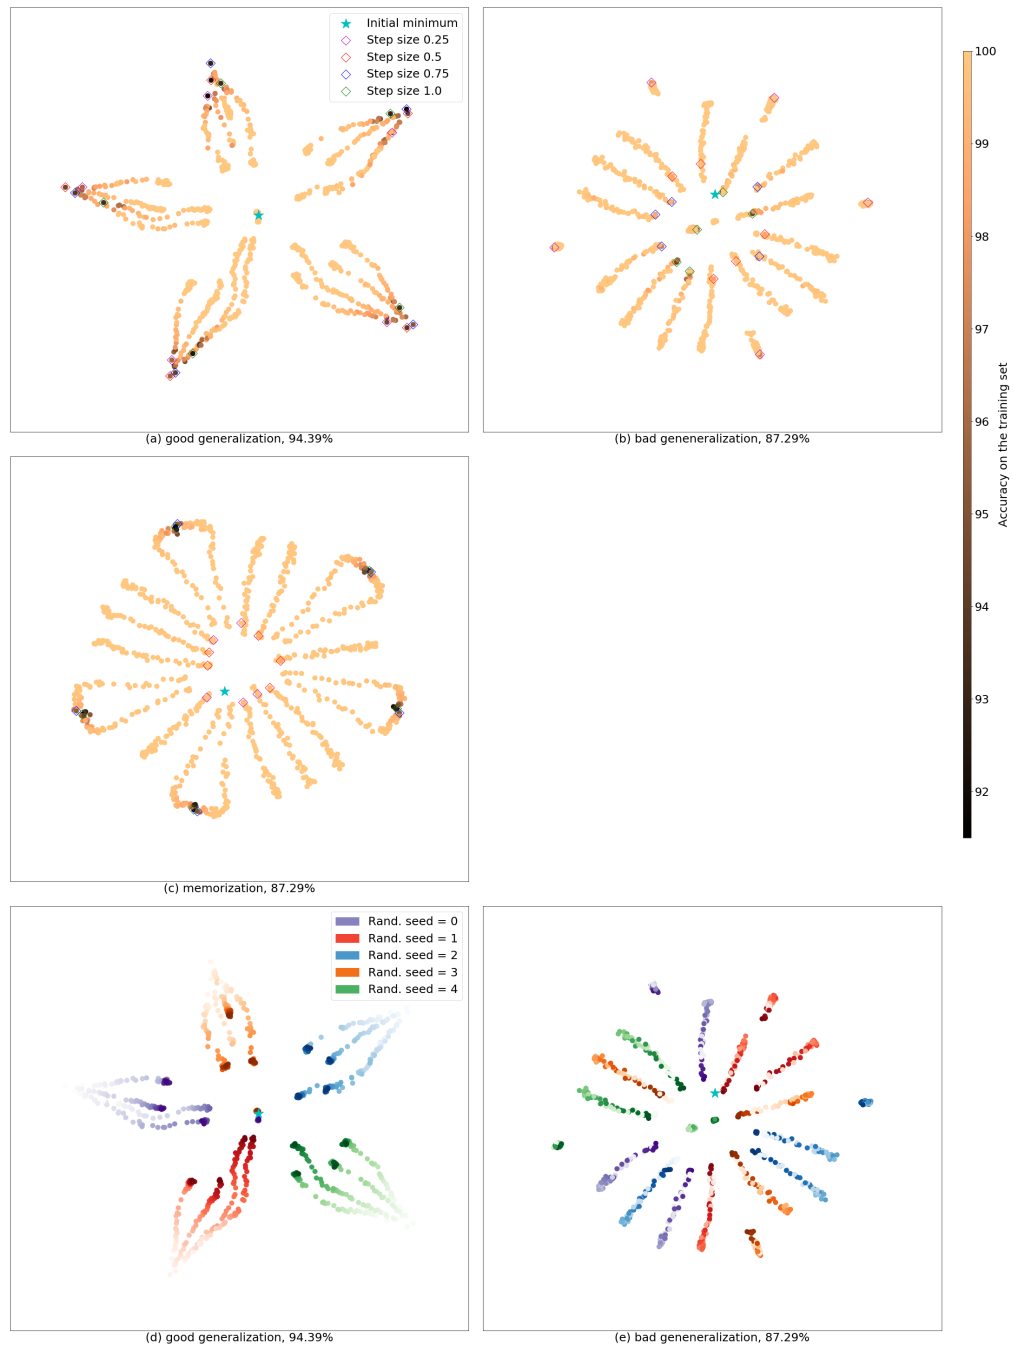 Initial minimum
Step size 0.25
Step size 0.5
Step size 0.75
Step size 1.0
(a) good generalization, 94.39%
(b) bad geneneralization, 87.29%
100
99
98
97
96
95
94
93
92
Accuracy on the training set
(c) memorization, 87.29%
Rand. seed = 0
Rand. seed = 1
Rand. seed = 2
Rand. seed = 3
Rand. seed = 4
(d) good generalization, 94.39%
(e) bad geneneralization, 87.29%